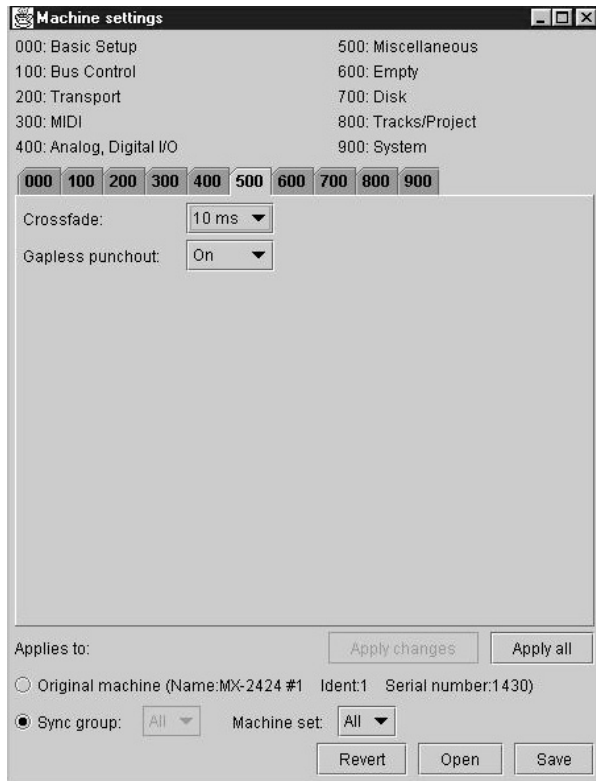 Machine settings
000: Basic Setup
100: Bus Control
200: Transport
300: MIDI
400: Analog, Digital I/O
500: Miscellaneous
600: Empty
700: Disk
800: Tracks/Project
900: System
000 100 200 300 400 500 600 700 800 900
Crossfade: 10 ms
Gapless punchout: On
Applies to: Apply changes Apply all
Original machine (Name:MX-2424 #1 Ident:1 Serial number:1430)
Sync group: All Machine set: All
Revert Open Save